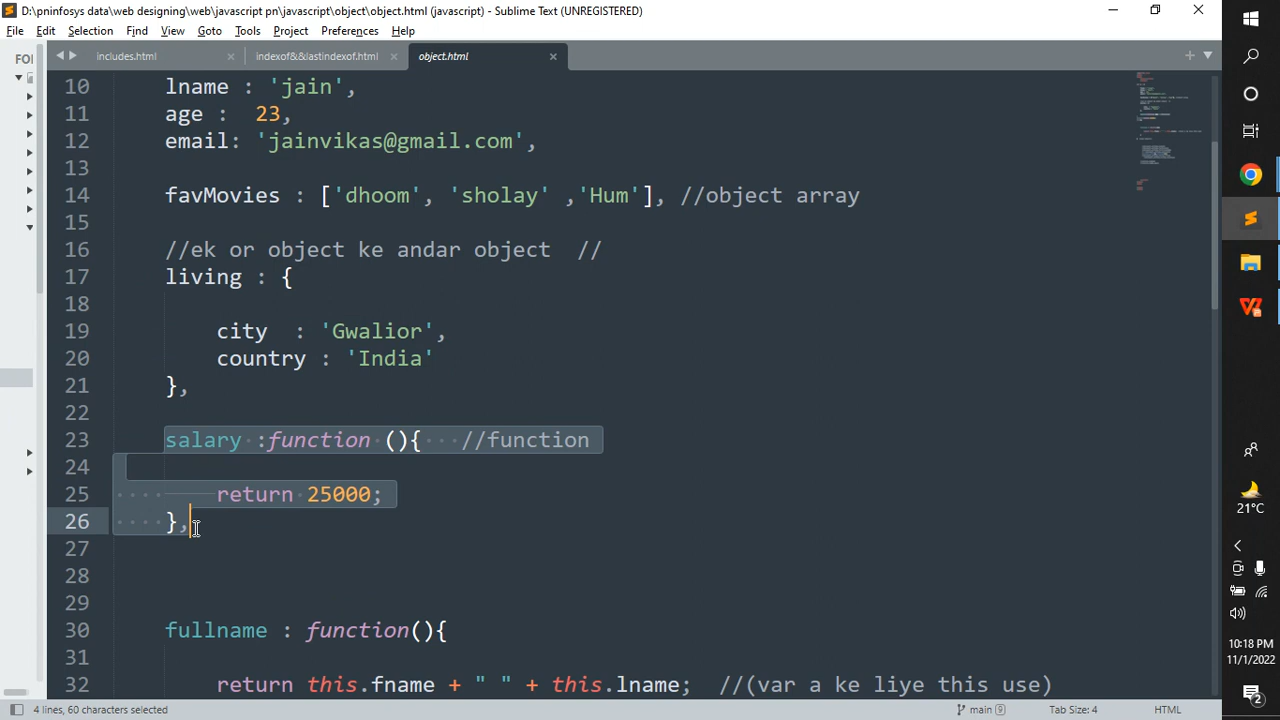 D:\pninfosys data\web designing\web\javascript pn\javascript\object\object.html (javascript) - Sublime Text (UNREGISTERED)
File Edit Selection Find View Goto Tools Project Preferences Help
FOL
includes.html
indexof&&lastindexof.html
object.html
10 lname : 'jain',
11 age :  23,
12 email: 'jainvikas@gmail.com',
13
14 favMovies : ['dhoom', 'sholay' ,'Hum'], //object array
15
16 //ek or object ke andar object  //
17 living : {
18
19 city  : 'Gwalior',
20 country : 'India'
21 },
22
23 salary :function (){    //function
24
25 return 25000;
26 },
27
28
29
30 fullname : function(){
31
32 return this.fname + " " + this.lname;  //(var a ke liye this use)
4 lines, 60 characters selected
main 9
Tab Size: 4
HTML
21°C
10:18 PM
11/1/2022
2